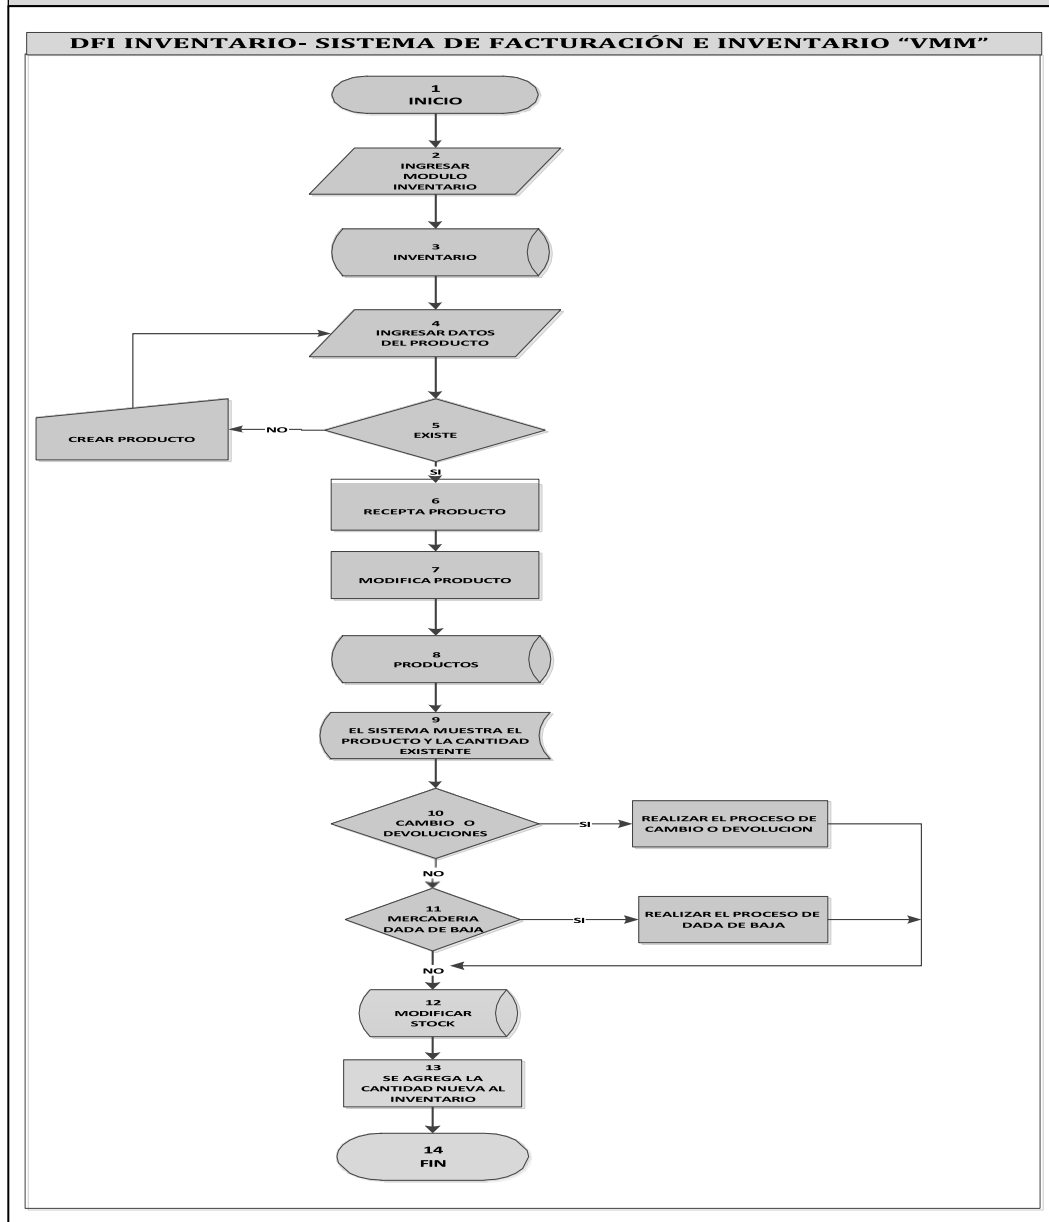 DFI INVENTARIO- SISTEMA DE FACTURACIÓN E INVENTARIO “VMM”
1
INICIO
2
INGRESAR
MODULO
INVENTARIO
3
INVENTARIO
4
INGRESAR DATOS
DEL PRODUCTO
5
EXISTE
NO
CREAR PRODUCTO
SI
6
RECEPTA PRODUCTO
7
MODIFICA PRODUCTO
8
PRODUCTOS
9
EL SISTEMA MUESTRA EL
PRODUCTO Y LA CANTIDAD
EXISTENTE
10
CAMBIO O
DEVOLUCIONES
SI
REALIZAR EL PROCESO DE
CAMBIO O DEVOLUCION
NO
11
MERCADERIA
DADA DE BAJA
SI
REALIZAR EL PROCESO DE
DADA DE BAJA
NO
12
MODIFICAR
STOCK
13
SE AGREGA LA
CANTIDAD NUEVA AL
INVENTARIO
14
FIN